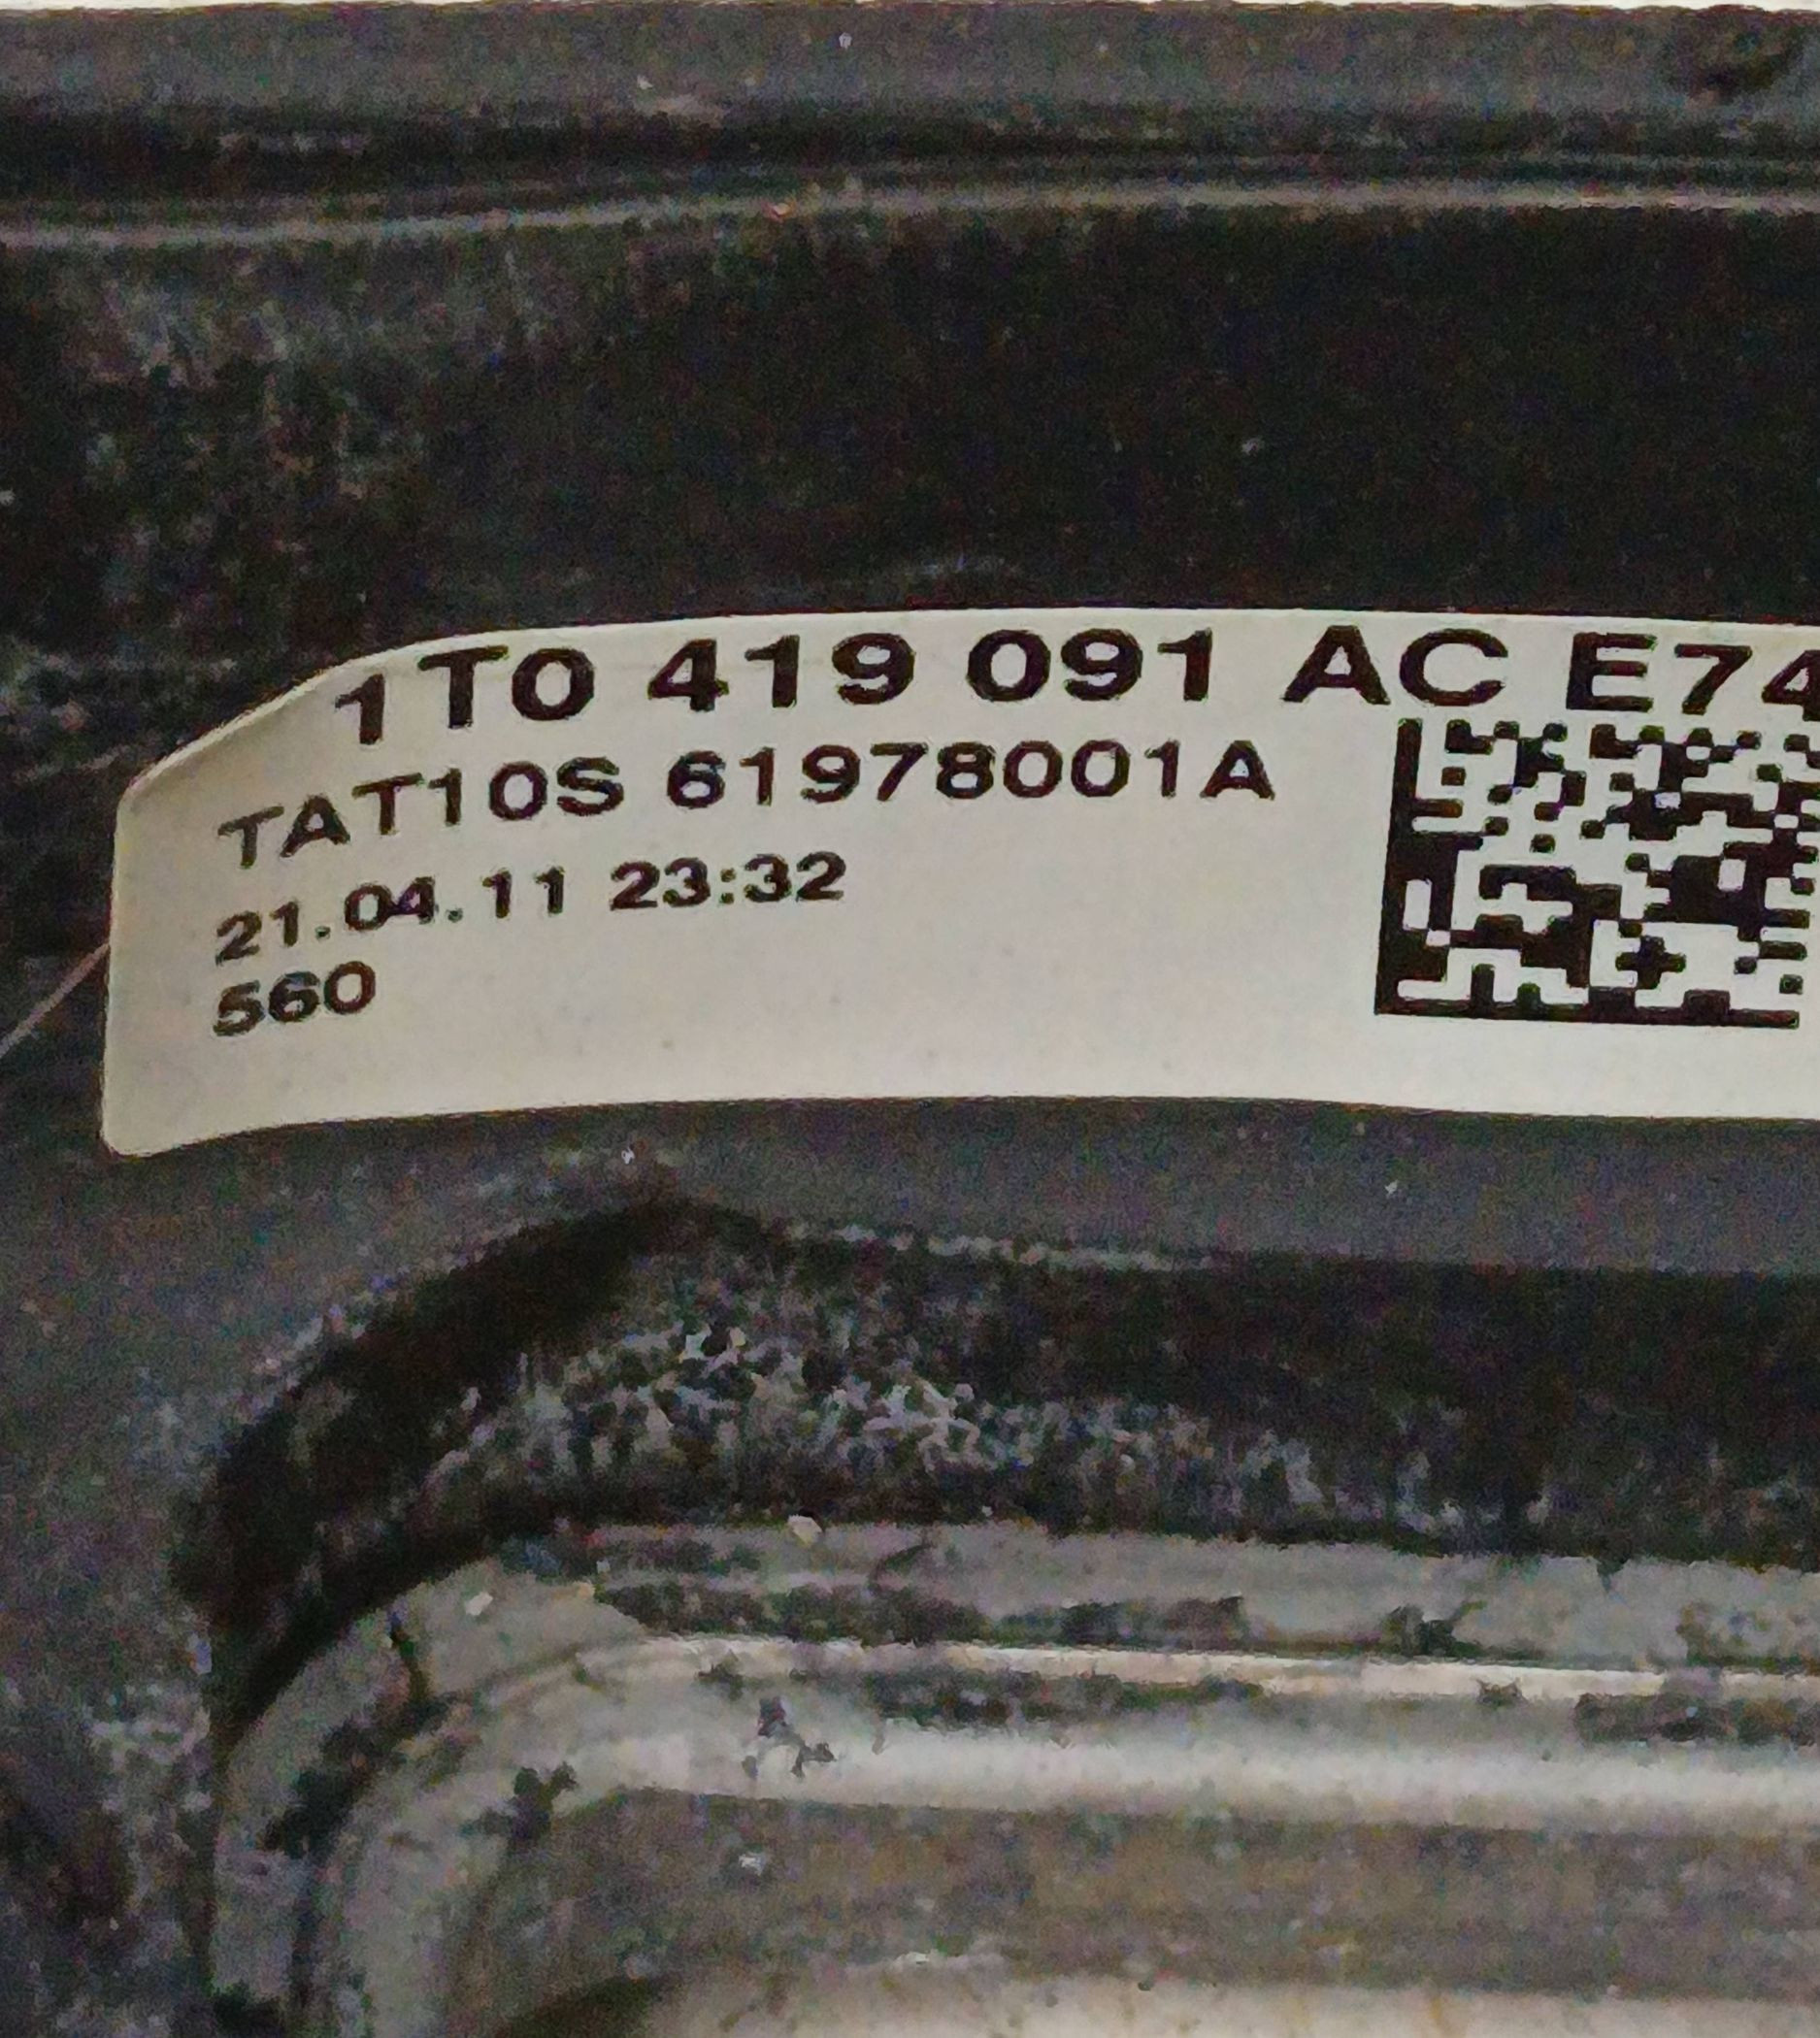 1T0 419 091 AC E74
TAT10S 61978001A
21.04.11 23:32
560